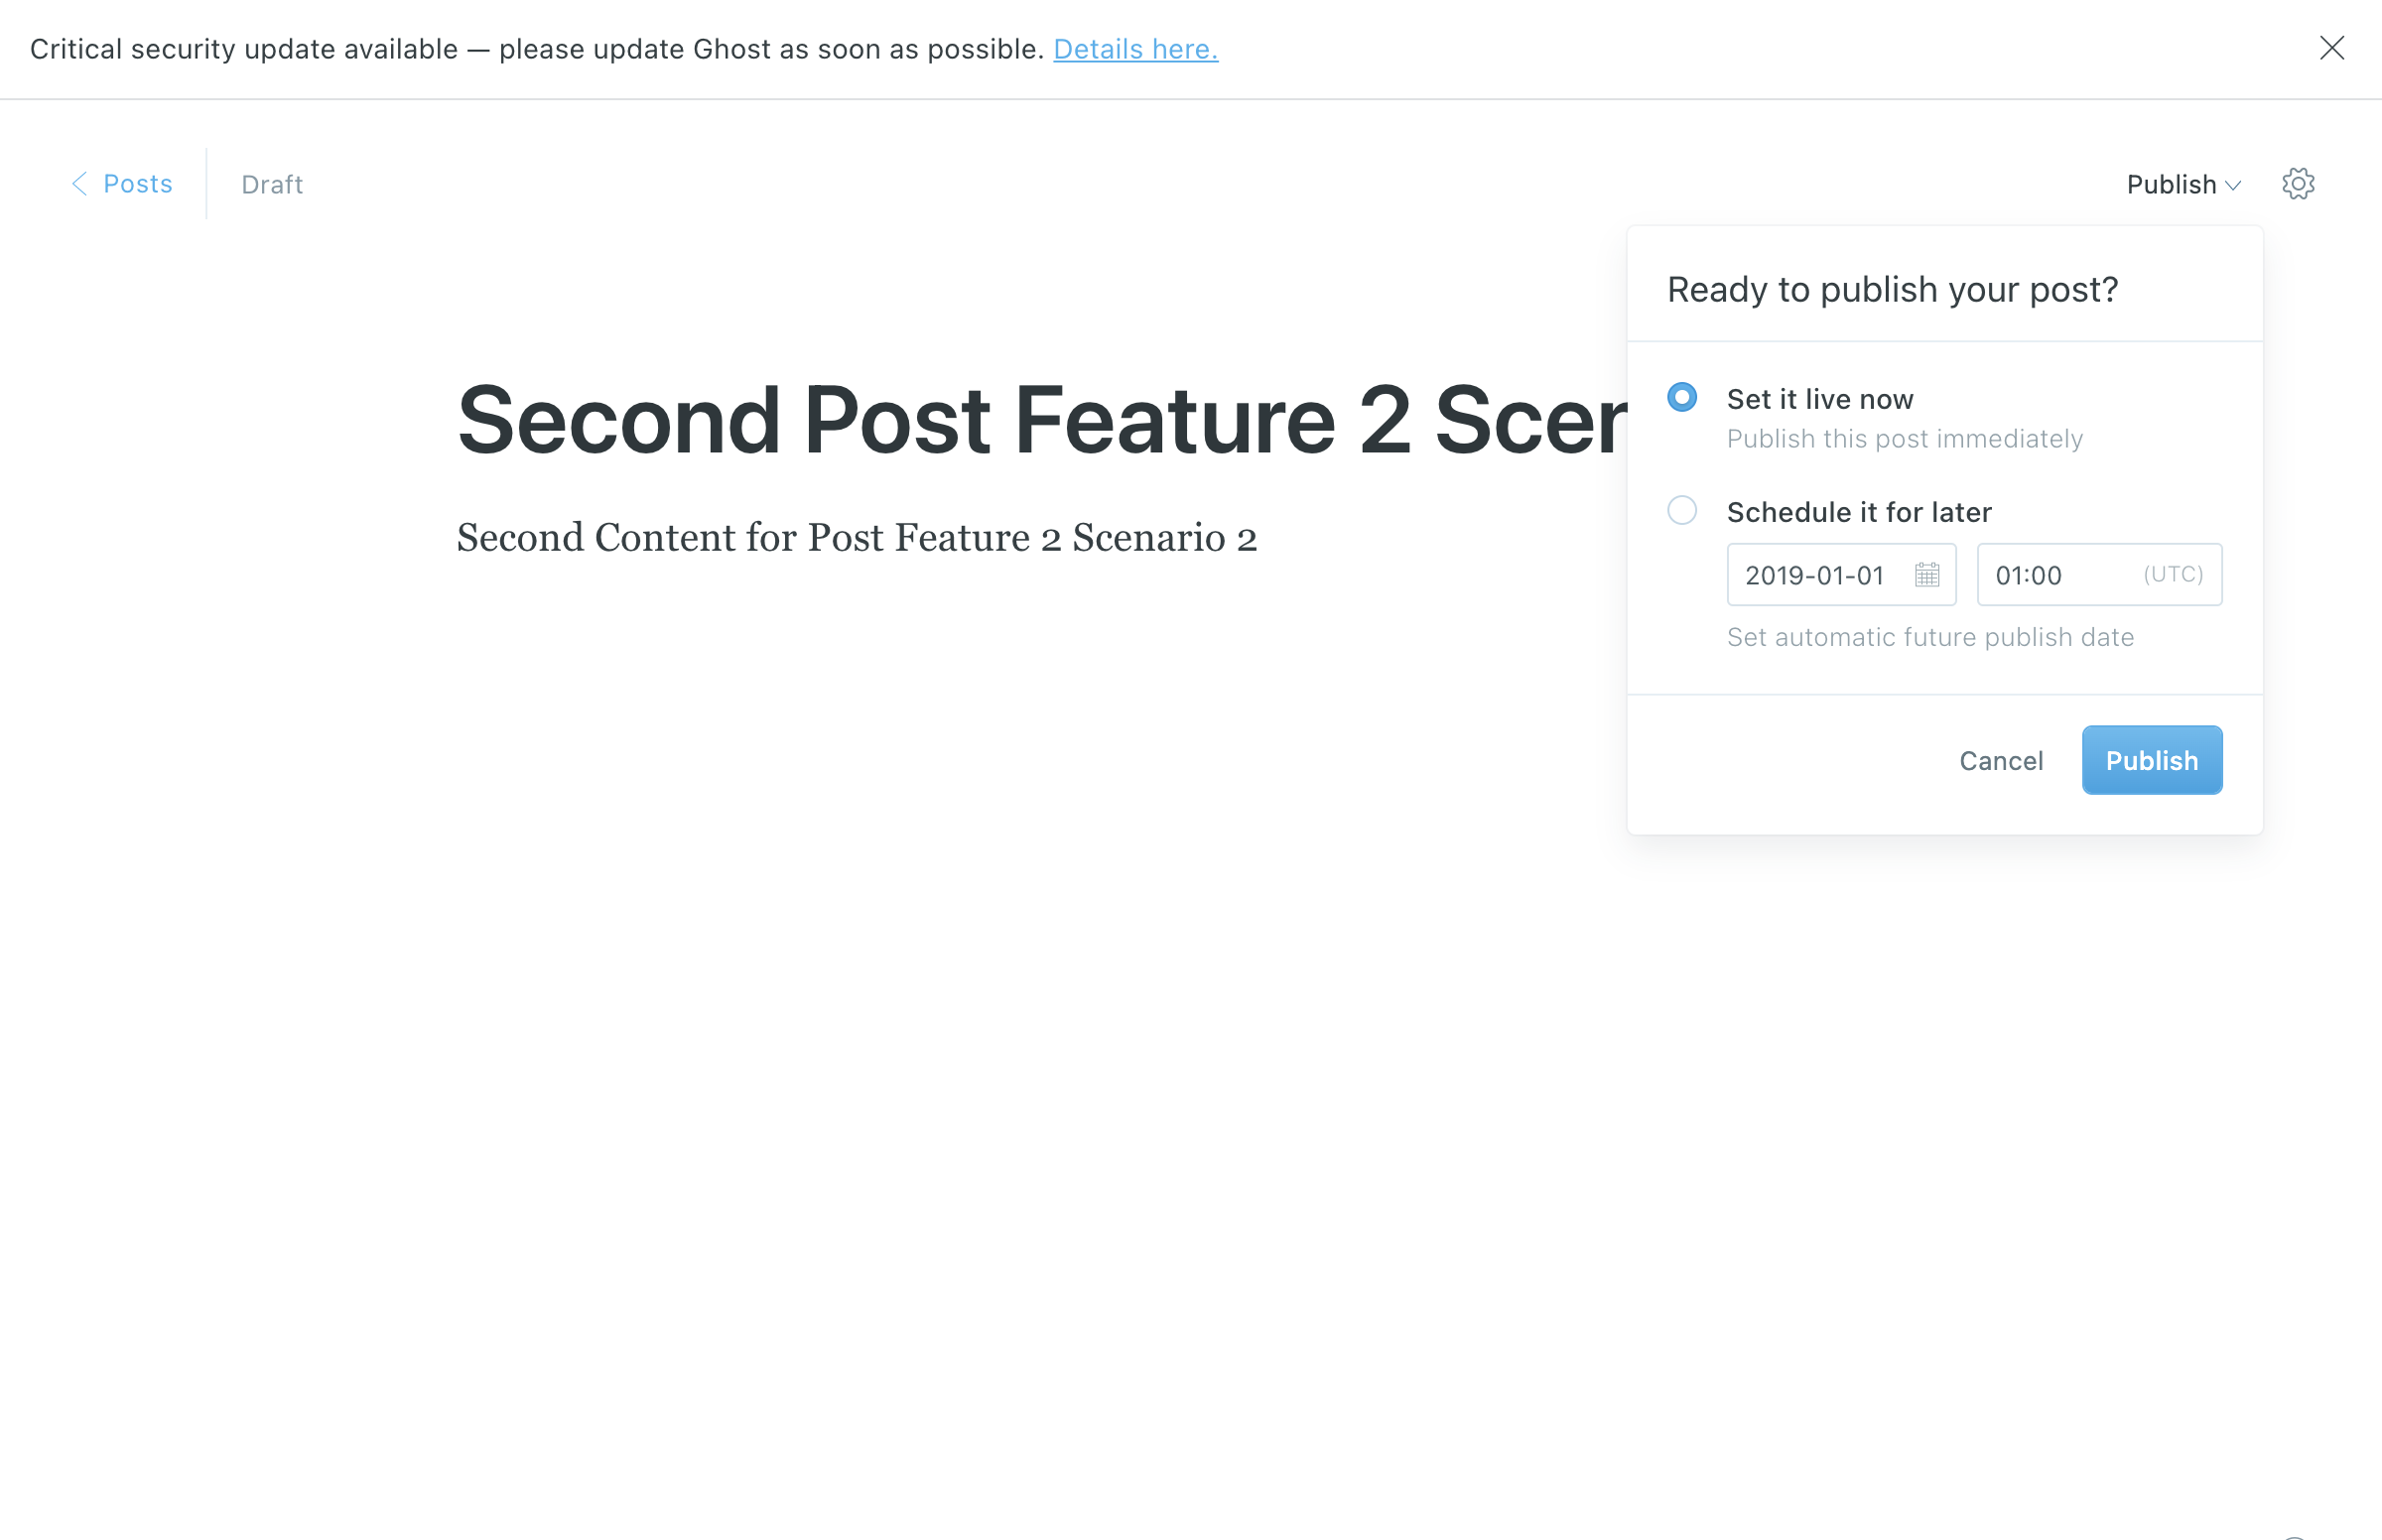 Critical security update available — please update Ghost as soon as possible. Details here.
Posts
Draft
Publish
Ready to publish your post?
Second Post Feature 2 Scen
Set it live now
Publish this post immediately
Second Content for Post Feature 2 Scenario 2
Schedule it for later
2019-01-01
01:00 (UTC)
Set automatic future publish date
Cancel
Publish